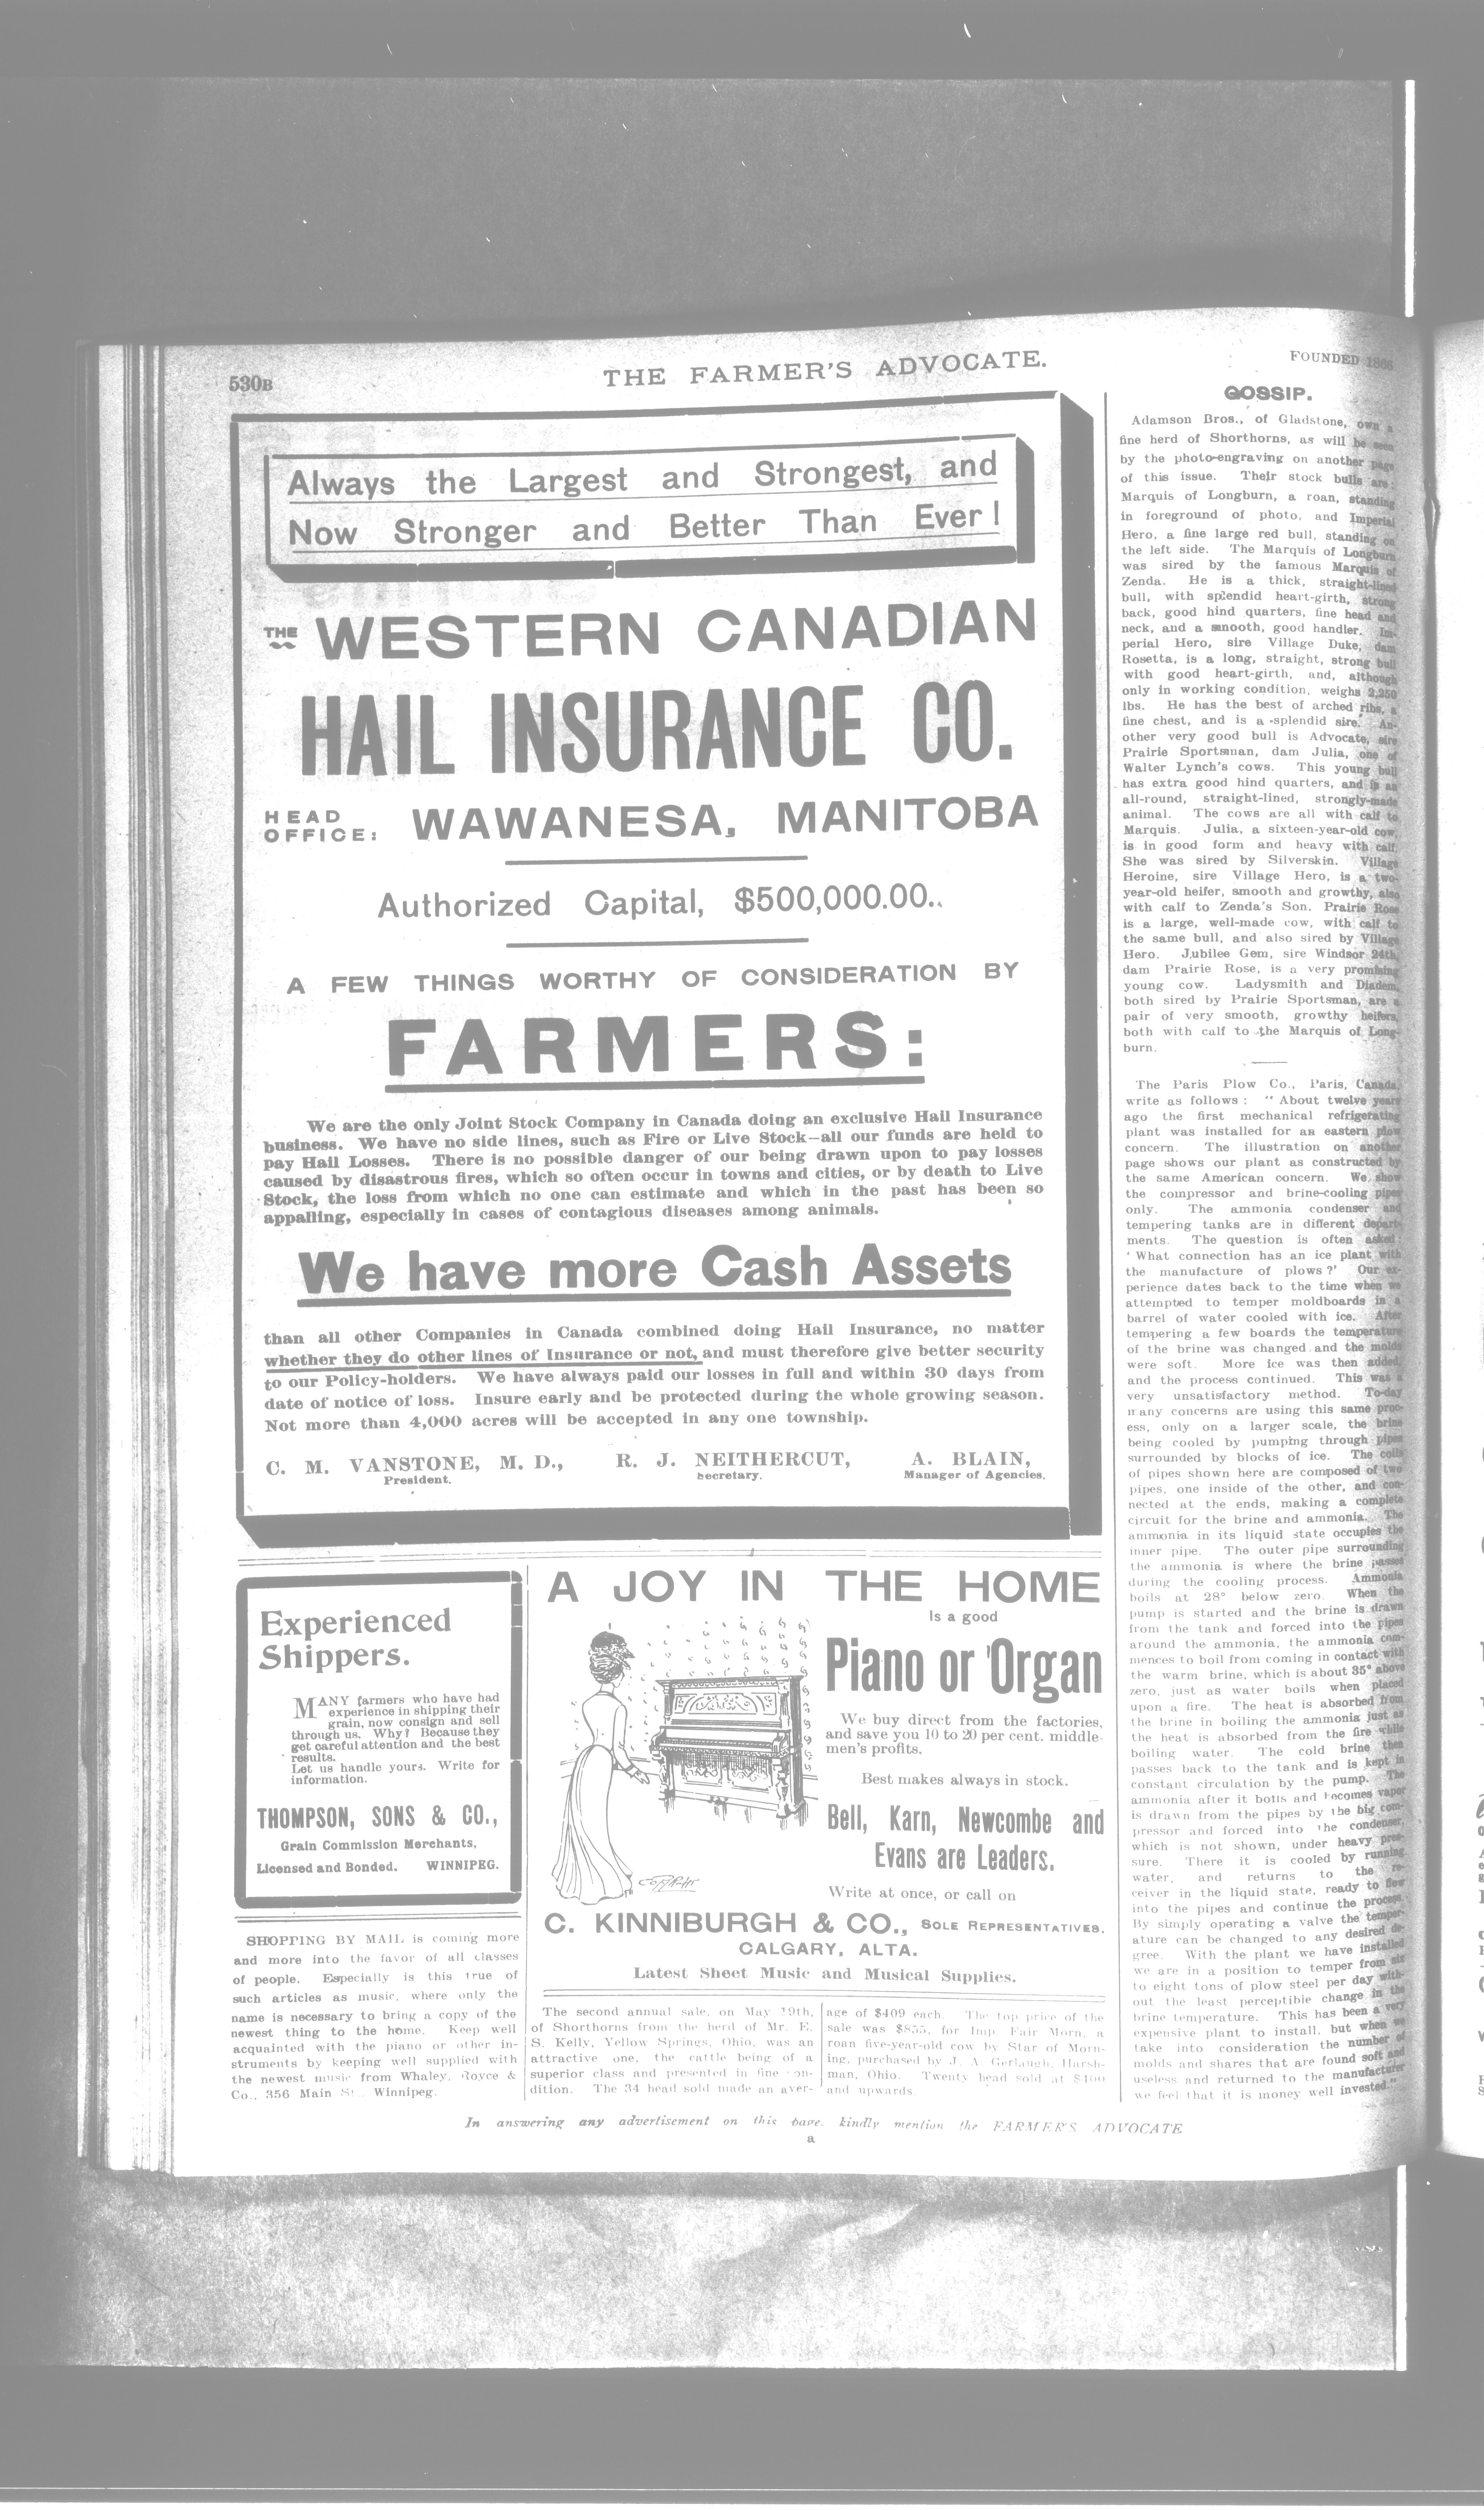 530B
THE FARMER'S ADVOCATE.
FOUNDED 1866
Always the Largest and Strongest, and
Now Stronger and Better Than Ever!
THE WESTERN CANADIAN
HAIL INSURANCE CO.
HEAD OFFICE: WAWANESA, MANITOBA
Authorized Capital, $500,000.00.
A FEW THINGS WORTHY OF CONSIDERATION BY
FARMERS:
We are the only Joint Stock Company in Canada doing an exclusive Hail Insurance
business. We have no side lines, such as Fire or Live Stock—all our funds are held to
pay Hail Losses. There is no possible danger of our being drawn upon to pay losses
caused by disastrous fires, which so often occur in towns and cities, or by death to Live
Stock, the loss from which no one can estimate and which in the past has been so
appalling, especially in cases of contagious diseases among animals.
We have more Cash Assets
than all other Companies in Canada combined doing Hail Insurance, no matter
whether they do other lines of Insurance or not, and must therefore give better security
to our Policy-holders. We have always paid our losses in full and within 30 days from
date of notice of loss. Insure early and be protected during the whole growing season.
Not more than 4,000 acres will be accepted in any one township.
C. M. VANSTONE, M. D., R. J. NEITHERCUT, A. BLAIN,
President. Secretary. Manager of Agencies.
Experienced
Shippers.
MANY farmers who have had
experience in shipping their
grain, now consign and sell
through us. Why? Because they
get careful attention and the best
results.
Let us handle yours. Write for
information.
THOMPSON, SONS & CO.,
Grain Commission Merchants,
Licensed and Bonded. WINNIPEG.
SHOPPING BY MAIL is coming more
and more into the favor of all classes
of people. Especially is this true of
such articles as music, where only the
name is necessary to bring a copy of the
newest thing to the home. Keep well
acquainted with the piano or other in-
struments by keeping well supplied with
the newest music from Whaley, Royce &
Co., 356 Main St., Winnipeg.
A JOY IN THE HOME
Is a good
Piano or Organ
We buy direct from the factories,
and save you 10 to 20 per cent. middle-
men's profits.
Best makes always in stock.
Bell, Karn, Newcombe and
Evans are Leaders.
Write at once, or call on
C. KINNIBURGH & CO., SOLE REPRESENTATIVES.
CALGARY, ALTA.
Latest Sheet Music and Musical Supplies.
The second annual sale, on May 19th,
of Shorthorns from the herd of Mr. E.
S. Kelly, Yellow Springs, Ohio, was an
attractive one, the cattle being of a
superior class and presented in fine con-
dition. The 34 head sold made an aver-
age of $409 each. The top price of the
sale was $855, for Imp. Fair Morn, a
roan five-year-old cow by Star of Morn-
ing, purchased by J. A. Gerlaugh, Harsh-
man, Ohio. Twenty head sold at $400
and upwards.
GOSSIP.
Adamson Bros., of Gladstone, own a
fine herd of Shorthorns, as will be seen
by the photo-engraving on another page
of this issue. Their stock bulls are:
Marquis of Longburn, a roan, standing
in foreground of photo, and Imperial
Hero, a fine large red bull, standing on
the left side. The Marquis of Longburn
was sired by the famous Marquis of
Zenda. He is a thick, straight-lined
bull, with splendid heart-girth, strong
back, good hind quarters, fine head and
neck, and a smooth, good handler. Im-
perial Hero, sire Village Duke, dam
Rosetta, is a long, straight, strong bull
with good heart-girth, and, although
only in working condition, weighs 2,250
lbs. He has the best of arched ribs, a
fine chest, and is a splendid sire. An-
other very good bull is Advocate, sire
Prairie Sportsman, dam Julia, one of
Walter Lynch's cows. This young bull
has extra good hind quarters, and is an
all-round, straight-lined, strongly-made
animal. The cows are all with calf to
Marquis. Julia, a sixteen-year-old cow,
is in good form and heavy with calf.
She was sired by Silverskin. Village
Heroine, sire Village Hero, is a two-
year-old heifer, smooth and growthy, also
with calf to Zenda's Son. Prairie Rose
is a large, well-made cow, with calf to
the same bull, and also sired by Village
Hero. Jubilee Gem, sire Windsor 24th,
dam Prairie Rose, is a very promising
young cow. Ladysmith and Diadem,
both sired by Prairie Sportsman, are a
pair of very smooth, growthy heifers,
both with calf to the Marquis of Long-
burn.
The Paris Plow Co., Paris, Canada,
write as follows: "About twelve years
ago the first mechanical refrigerating
plant was installed for an eastern plow
concern. The illustration on another
page shows our plant as constructed by
the same American concern. We show
the compressor and brine-cooling pipes
only. The ammonia condenser and
tempering tanks are in different depart-
ments. The question is often asked:
'What connection has an ice plant with
the manufacture of plows?' Our ex-
perience dates back to the time when we
attempted to temper moldboards in a
barrel of water cooled with ice. After
tempering a few boards the temperature
of the brine was changed and the molds
were soft. More ice was then added,
and the process continued. This was a
very unsatisfactory method. To-day
many concerns are using this same proc-
ess, only on a larger scale, the brine
being cooled by pumping through pipes
surrounded by blocks of ice. The coils
of pipes shown here are composed of two
pipes, one inside of the other, and con-
nected at the ends, making a complete
circuit for the brine and ammonia. The
ammonia in its liquid state occupies the
inner pipe. The outer pipe surrounding
the ammonia is where the brine passes
during the cooling process. Ammonia
boils at 28° below zero. When the
pump is started and the brine is drawn
from the tank and forced into the pipes
around the ammonia, the ammonia com-
mences to boil from coming in contact with
the warm brine, which is about 35° above
zero, just as water boils when placed
upon a fire. The heat is absorbed from
the brine in boiling the ammonia just as
the heat is absorbed from the fire while
boiling water. The cold brine then
passes back to the tank and is kept in
constant circulation by the pump. The
ammonia after it boils and becomes vapor
is drawn from the pipes by the big com-
pressor and forced into the condenser,
which is not shown, under heavy pres-
sure. There it is cooled by running
water, and returns to the re-
ceiver in the liquid state, ready to flow
into the pipes and continue the process.
By simply operating a valve the temper-
ature can be changed to any desired de-
gree. With the plant we have installed
we are in a position to temper from six
to eight tons of plow steel per day with-
out the least perceptible change in the
brine temperature. This has been a very
expensive plant to install, but when we
take into consideration the number of
molds and shares that are found soft and
useless and returned to the manufacturer
we feel that it is money well invested."
In answering any advertisement on this page, kindly mention the FARMER'S ADVOCATE
a